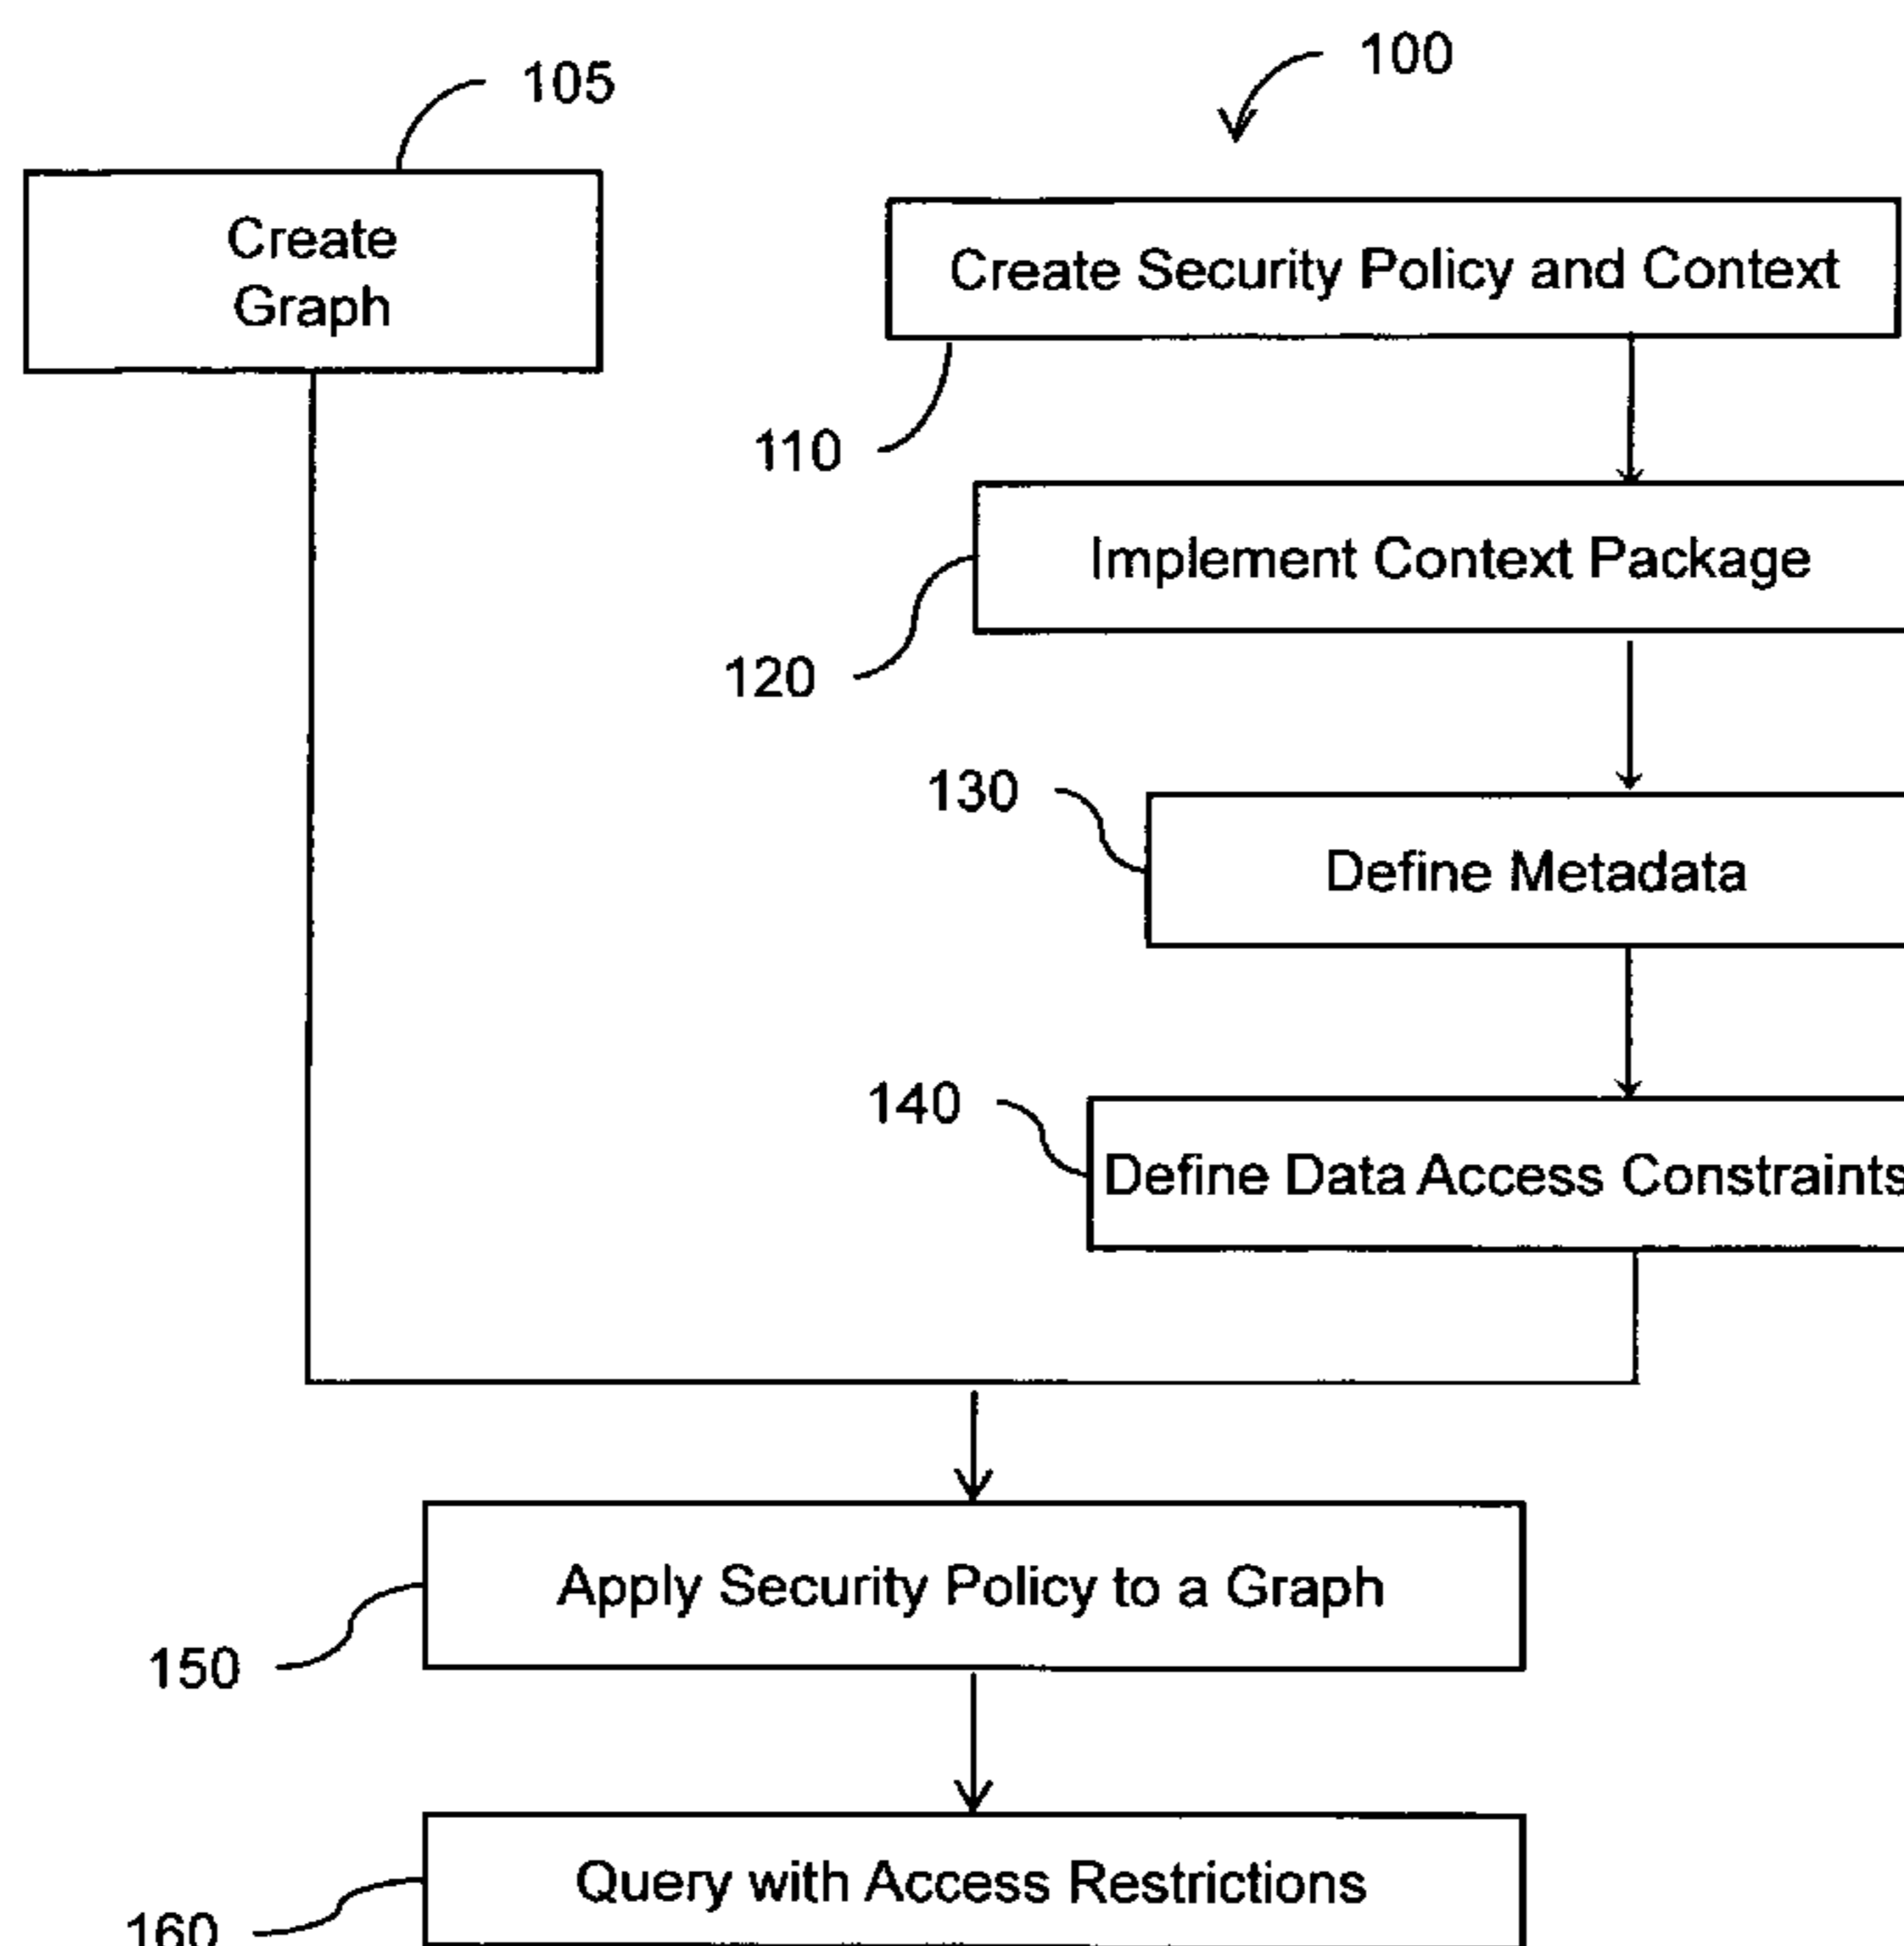 100
105
Create
Graph
Create Security Policy and Context
110
Implement Context Package
120
130
Define Metadata
140
Define Data Access Constraints
Apply Security Policy to a Graph
150
Query with Access Restrictions
160